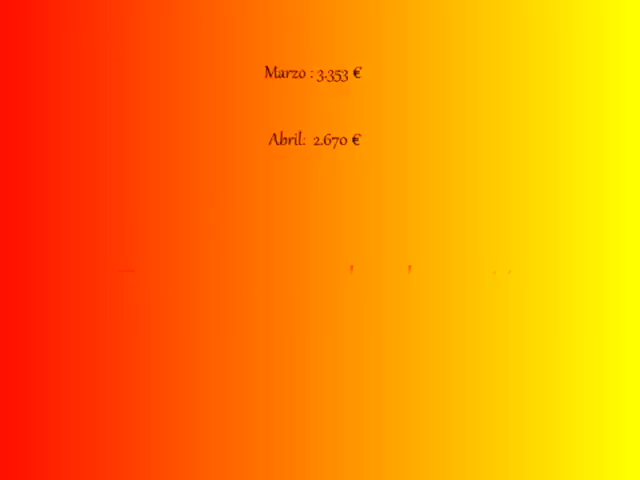 Marzo : 3.353 €
Abril: 2.670 €